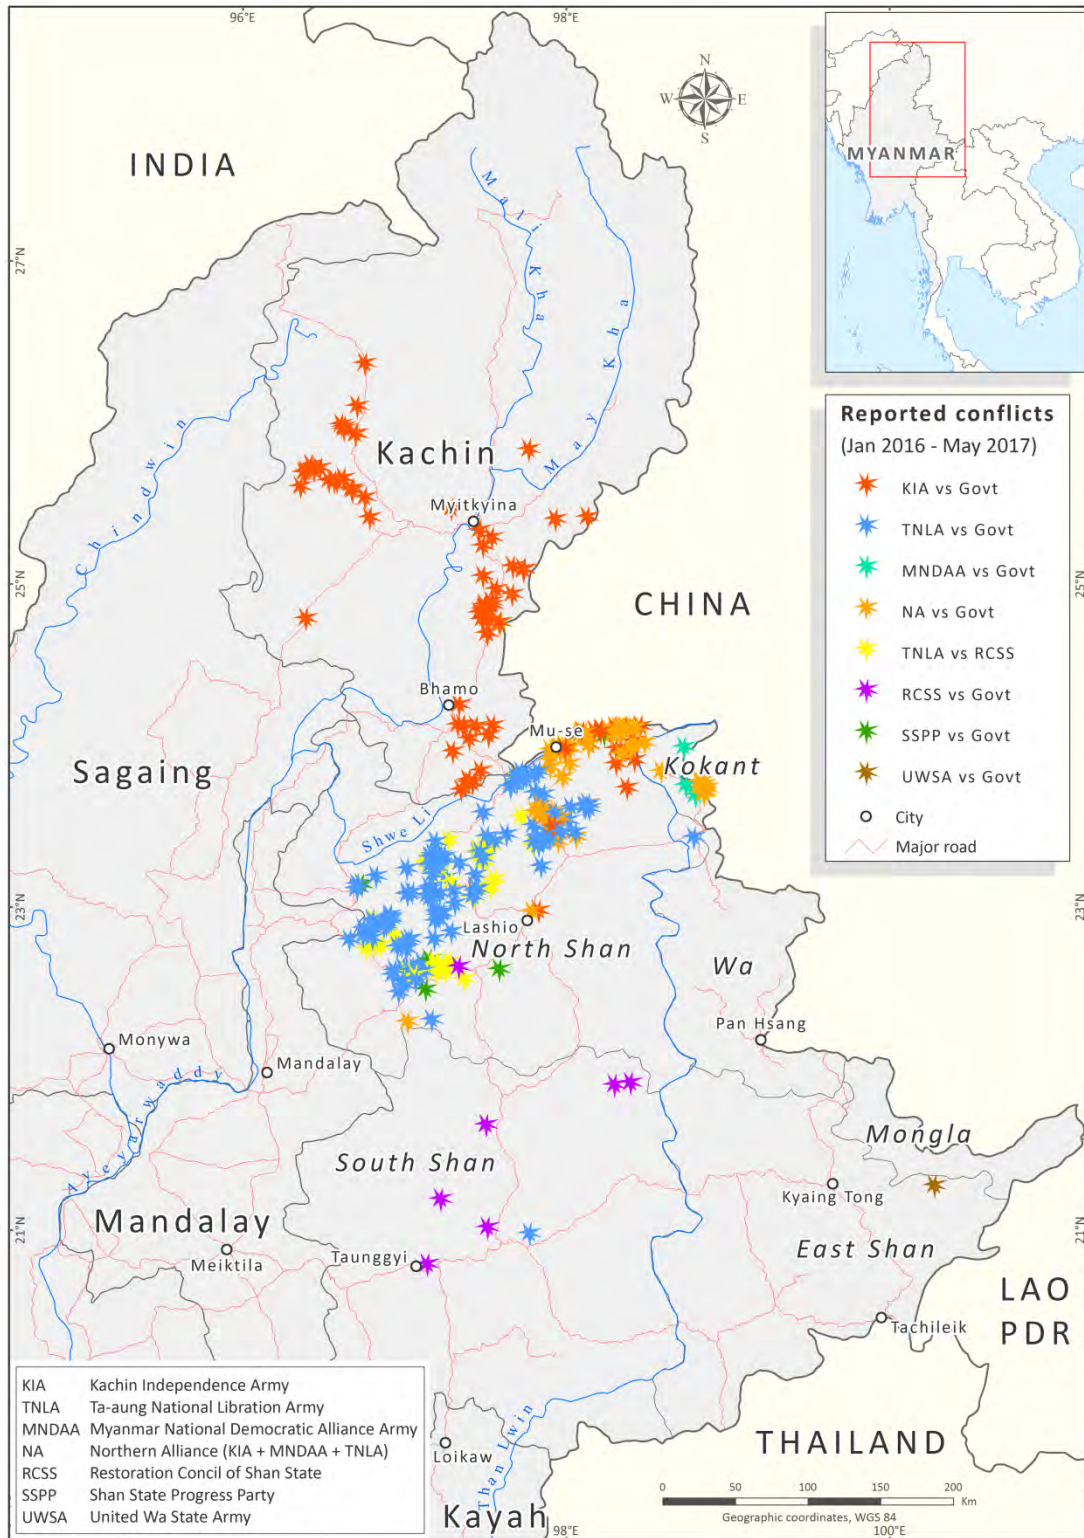 96°E
98°E
INDIA
N
W E
S
MYANMAR
Mali Kha
May Kha
27°N
Chindwin
Kachin
Myitkyina
Reported conflicts
(Jan 2016 - May 2017)
KIA vs Govt
TNLA vs Govt
MNDAA vs Govt
NA vs Govt
TNLA vs RCSS
RCSS vs Govt
SSPP vs Govt
UWSA vs Govt
City
Major road
25°N
25°N
CHINA
Bhamo
Mu-se
Kokant
Sagaing
Shwe Li
23°N
23°N
Lashio
North Shan
Wa
Pan Hsang
Monywa
Mandalay
Ayeyarwaddy
Mongla
South Shan
Kyaing Tong
Mandalay
21°N
21°N
East Shan
Meiktila
Taunggyi
LAO
PDR
Tachileik
KIA Kachin Independence Army
TNLA Ta-aung National Libration Army
MNDAA Myanmar National Democratic Alliance Army
NA Northern Alliance (KIA + MNDAA + TNLA)
RCSS Restoration Concil of Shan State
SSPP Shan State Progress Party
UWSA United Wa State Army
Loikaw
Than Lwin
THAILAND
Kayah
0 50 100 150 200
Km
Geographic coordinates, WGS 84
98°E
100°E